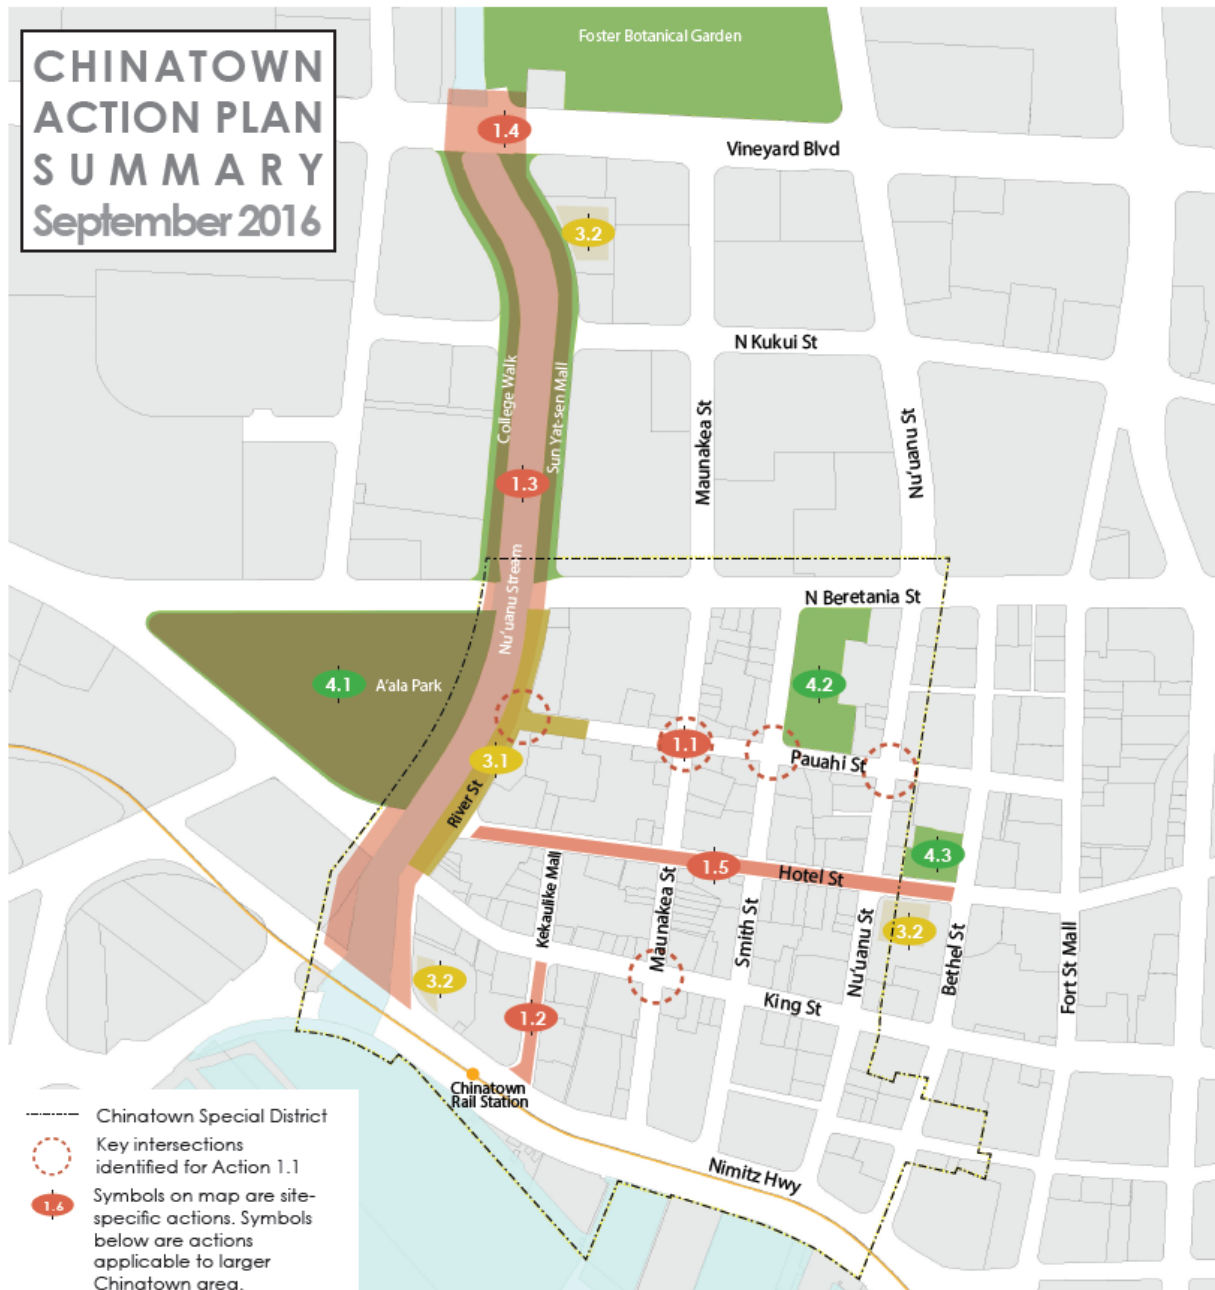 CHINATOWN
ACTION PLAN
SUMMARY
September 2016
Foster Botanical Garden
1.4
Vineyard Blvd
3.2
N Kukui St
College Walk
Sun Yat-sen Mall
Maunakea St
Nu'uanu St
1.3
Nu'uanu Stream
N Beretania St
4.1
A'ala Park
4.2
1.1
Pauahi St
3.1
River St
4.3
1.5
Hotel St
Kekaulike Mall
Maunakea St
Smith St
Nu'uanu St
3.2
Bethel St
Fort St Mall
3.2
King St
1.2
Chinatown
Rail Station
Nimitz Hwy
Chinatown Special District
Key intersections
identified for Action 1.1
1.6
Symbols on map are site-
specific actions. Symbols
below are actions
applicable to larger
Chinatown area.